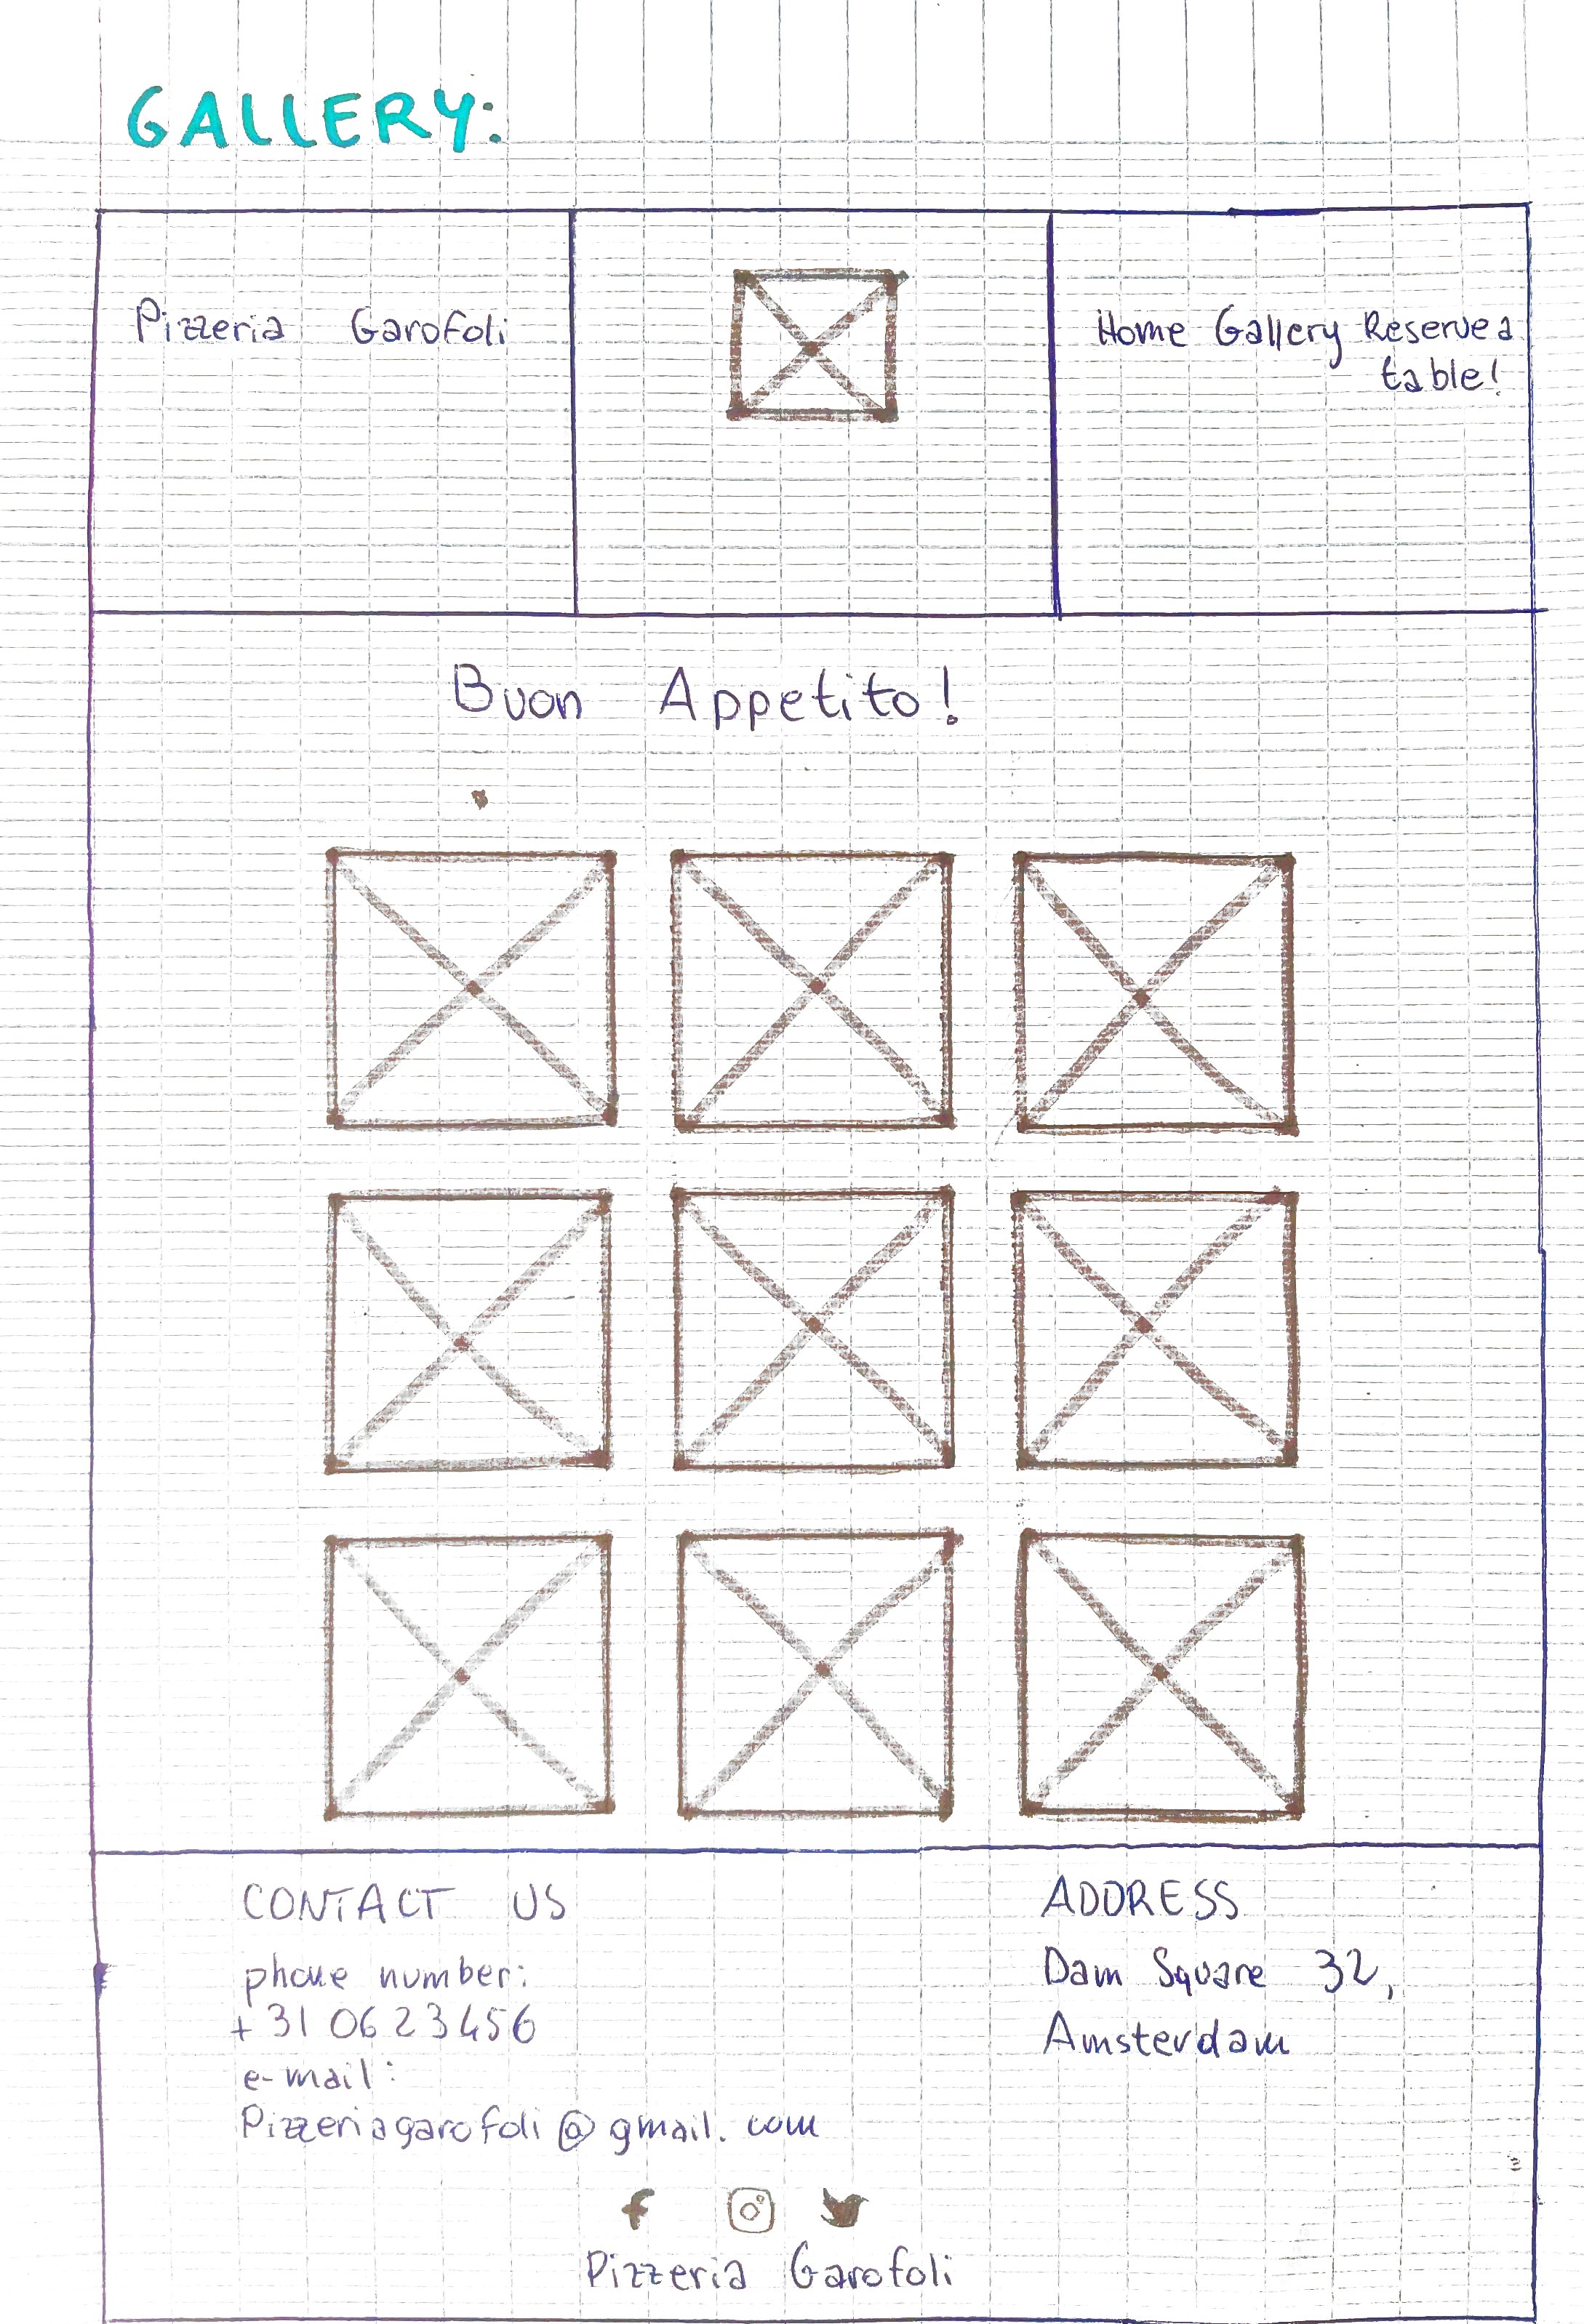 GALLERY:
Pizzeria Garofoli
Home Gallery Reserve a
table!
Buon Appetito!
CONTACT US
phone number:
+31 0623456
e-mail:
Pizzeriagarofoli@gmail.com
ADDRESS
Dam Square 32,
Amsterdam
Pizzeria Garofoli